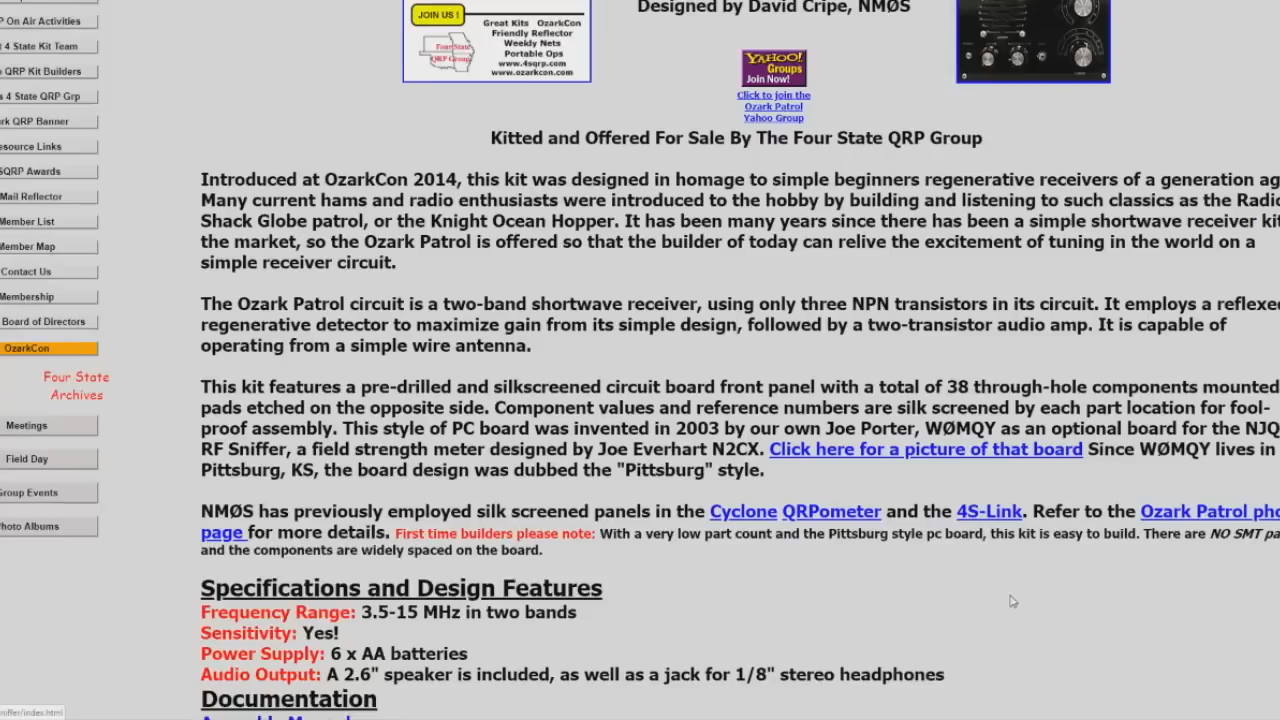 P On Air Activities
4 State Kit Team
QRP Kit Builders
s 4 State QRP Grp
rk QRP Banner
esource Links
SQRP Awards
Mail Reflector
Member List
Member Map
Contact Us
Membership
Board of Directors
OzarkCon
Four State
Archives
Meetings
Field Day
Group Events
Photo Albums
JOIN US !
Great Kits OzarkCon
Friendly Reflector
Weekly Nets
Portable Ops
www.4sqrp.com
www.ozarkcon.com
Four State
QRP Group
Designed by David Cripe, NMØS
YAHOO!
Groups
Join Now!
Click to join the
Ozark Patrol
Yahoo Group
Kitted and Offered For Sale By The Four State QRP Group
Introduced at OzarkCon 2014, this kit was designed in homage to simple beginners regenerative receivers of a generation ag
Many current hams and radio enthusiasts were introduced to the hobby by building and listening to such classics as the Radio
Shack Globe patrol, or the Knight Ocean Hopper. It has been many years since there has been a simple shortwave receiver kit
the market, so the Ozark Patrol is offered so that the builder of today can relive the excitement of tuning in the world on a
simple receiver circuit.
The Ozark Patrol circuit is a two-band shortwave receiver, using only three NPN transistors in its circuit. It employs a reflexed
regenerative detector to maximize gain from its simple design, followed by a two-transistor audio amp. It is capable of
operating from a simple wire antenna.
This kit features a pre-drilled and silkscreened circuit board front panel with a total of 38 through-hole components mounted
pads etched on the opposite side. Component values and reference numbers are silk screened by each part location for fool-
proof assembly. This style of PC board was invented in 2003 by our own Joe Porter, WØMQY as an optional board for the NJQ
RF Sniffer, a field strength meter designed by Joe Everhart N2CX. Click here for a picture of that board Since WØMQY lives in
Pittsburg, KS, the board design was dubbed the "Pittsburg" style.
NMØS has previously employed silk screened panels in the Cyclone QRPometer and the 4S-Link. Refer to the Ozark Patrol pho
page for more details. First time builders please note: With a very low part count and the Pittsburg style pc board, this kit is easy to build. There are NO SMT pa
and the components are widely spaced on the board.
Specifications and Design Features
Frequency Range: 3.5-15 MHz in two bands
Sensitivity: Yes!
Power Supply: 6 x AA batteries
Audio Output: A 2.6" speaker is included, as well as a jack for 1/8" stereo headphones
Documentation
Assembly Manual
niffer/index.html